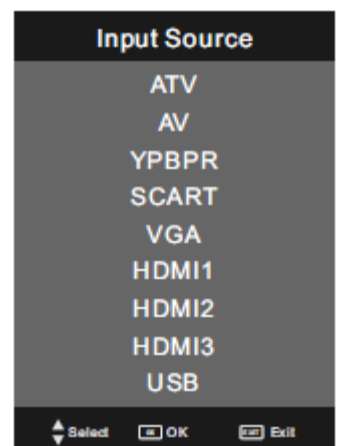 Input Source
ATV
AV
YPBPR
SCART
VGA
HDMI1
HDMI2
HDMI3
USB
Select OK Exit